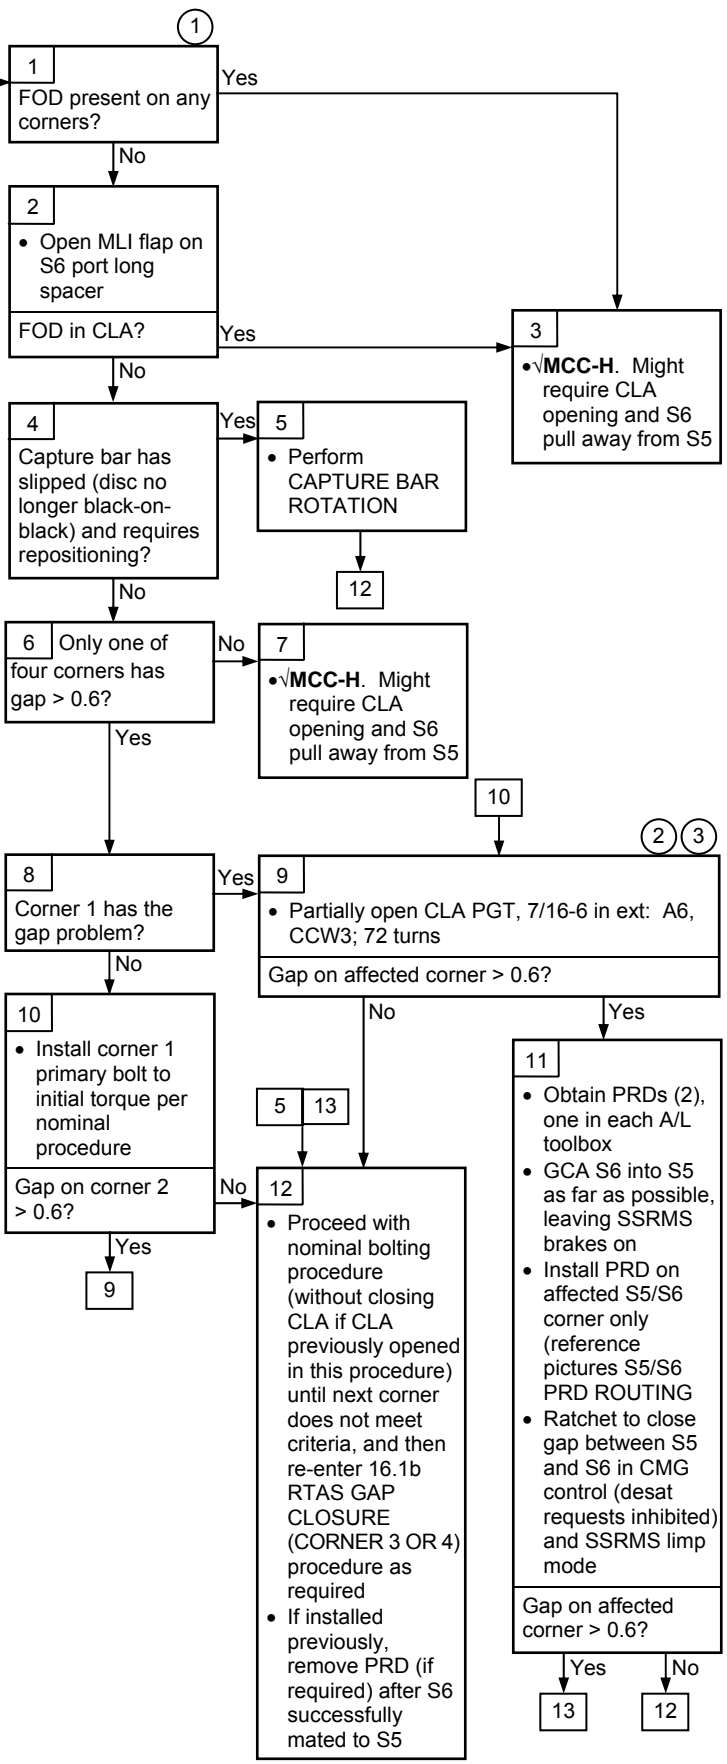 1
1
FOD present on any
corners?
Yes
No
2
• Open MLI flap on
S6 port long
spacer
FOD in CLA?
Yes
No
3
•√MCC-H. Might
require CLA
opening and S6
pull away from S5
4
Capture bar has
slipped (disc no
longer black-on-
black) and requires
repositioning?
Yes
No
5
• Perform
CAPTURE BAR
ROTATION
12
6 Only one of
four corners has
gap > 0.6?
No
Yes
7
•√MCC-H. Might
require CLA
opening and S6
pull away from S5
10
2 3
8
Corner 1 has the
gap problem?
Yes
No
9
• Partially open CLA PGT, 7/16-6 in ext: A6,
CCW3; 72 turns
Gap on affected corner > 0.6?
No
Yes
10
• Install corner 1
primary bolt to
initial torque per
nominal
procedure
Gap on corner 2
> 0.6?
No
Yes
9
5 13
12
• Proceed with
nominal bolting
procedure
(without closing
CLA if CLA
previously opened
in this procedure)
until next corner
does not meet
criteria, and then
re-enter 16.1b
RTAS GAP
CLOSURE
(CORNER 3 OR 4)
procedure as
required
• If installed
previously,
remove PRD (if
required) after S6
successfully
mated to S5
11
• Obtain PRDs (2),
one in each A/L
toolbox
• GCA S6 into S5
as far as possible,
leaving SSRMS
brakes on
• Install PRD on
affected S5/S6
corner only
(reference
pictures S5/S6
PRD ROUTING
• Ratchet to close
gap between S5
and S6 in CMG
control (desat
requests inhibited)
and SSRMS limp
mode
Gap on affected
corner > 0.6?
Yes
No
13
12